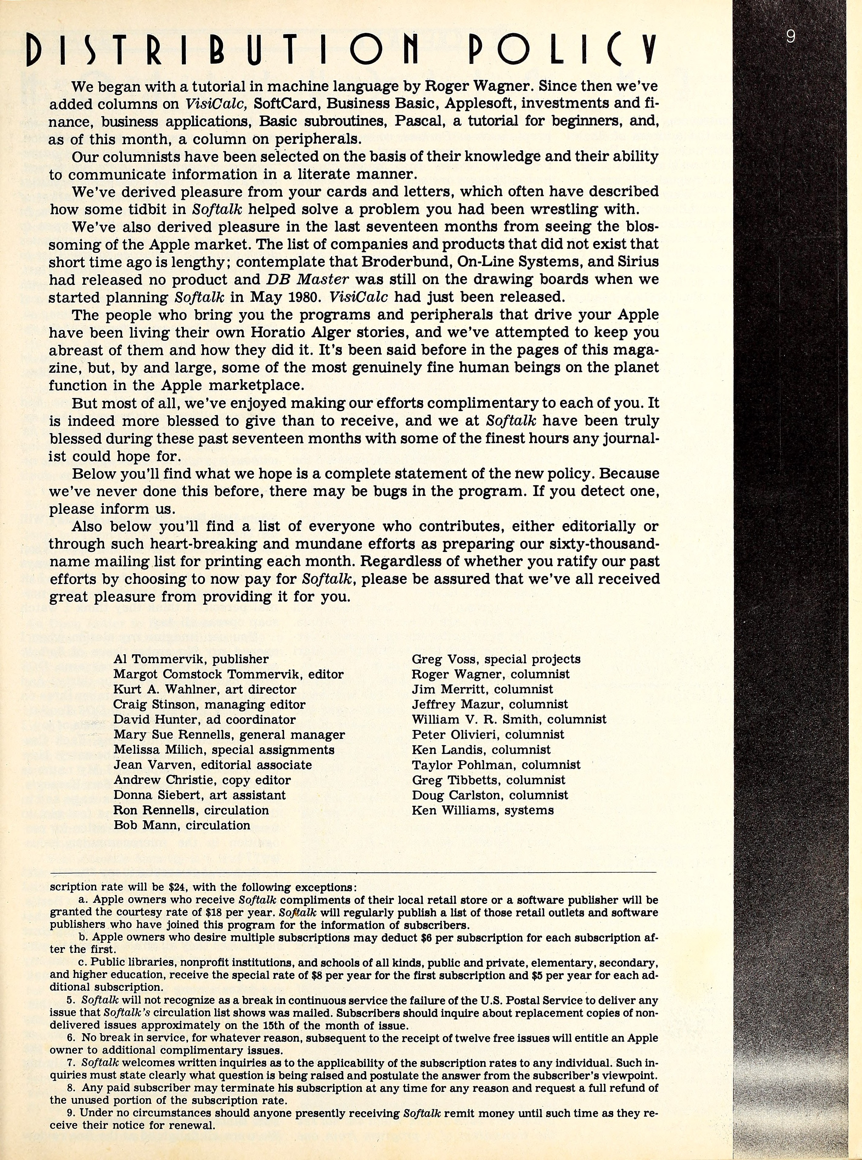 DISTRIBUTION POLICY
9
We began with a tutorial in machine language by Roger Wagner. Since then we've
added columns on VisiCalc, SoftCard, Business Basic, Applesoft, investments and fi-
nance, business applications, Basic subroutines, Pascal, a tutorial for beginners, and,
as of this month, a column on peripherals.
Our columnists have been selected on the basis of their knowledge and their ability
to communicate information in a literate manner.
We've derived pleasure from your cards and letters, which often have described
how some tidbit in Softalk helped solve a problem you had been wrestling with.
We've also derived pleasure in the last seventeen months from seeing the blos-
soming of the Apple market. The list of companies and products that did not exist that
short time ago is lengthy; contemplate that Broderbund, On-Line Systems, and Sirius
had released no product and DB Master was still on the drawing boards when we
started planning Softalk in May 1980. VisiCalc had just been released.
The people who bring you the programs and peripherals that drive your Apple
have been living their own Horatio Alger stories, and we've attempted to keep you
abreast of them and how they did it. It's been said before in the pages of this maga-
zine, but, by and large, some of the most genuinely fine human beings on the planet
function in the Apple marketplace.
But most of all, we've enjoyed making our efforts complimentary to each of you. It
is indeed more blessed to give than to receive, and we at Softalk have been truly
blessed during these past seventeen months with some of the finest hours any journal-
ist could hope for.
Below you'll find what we hope is a complete statement of the new policy. Because
we've never done this before, there may be bugs in the program. If you detect one,
please inform us.
Also below you'll find a list of everyone who contributes, either editorially or
through such heart-breaking and mundane efforts as preparing our sixty-thousand-
name mailing list for printing each month. Regardless of whether you ratify our past
efforts by choosing to now pay for Softalk, please be assured that we've all received
great pleasure from providing it for you.
Al Tommervik, publisher
Margot Comstock Tommervik, editor
Kurt A. Wahlner, art director
Craig Stinson, managing editor
David Hunter, ad coordinator
Mary Sue Rennells, general manager
Melissa Milich, special assignments
Jean Varven, editorial associate
Andrew Christie, copy editor
Donna Siebert, art assistant
Ron Rennells, circulation
Bob Mann, circulation
Greg Voss, special projects
Roger Wagner, columnist
Jim Merritt, columnist
Jeffrey Mazur, columnist
William V. R. Smith, columnist
Peter Olivieri, columnist
Ken Landis, columnist
Taylor Pohlman, columnist
Greg Tibbetts, columnist
Doug Carlston, columnist
Ken Williams, systems
scription rate will be $24, with the following exceptions:
a. Apple owners who receive Softalk compliments of their local retail store or a software publisher will be
granted the courtesy rate of $18 per year. Softalk will regularly publish a list of those retail outlets and software
publishers who have joined this program for the information of subscribers.
b. Apple owners who desire multiple subscriptions may deduct $6 per subscription for each subscription af-
ter the first.
c. Public libraries, nonprofit institutions, and schools of all kinds, public and private, elementary, secondary,
and higher education, receive the special rate of $8 per year for the first subscription and $5 per year for each ad-
ditional subscription.
5. Softalk will not recognize as a break in continuous service the failure of the U.S. Postal Service to deliver any
issue that Softalk's circulation list shows was mailed. Subscribers should inquire about replacement copies of non-
delivered issues approximately on the 15th of the month of issue.
6. No break in service, for whatever reason, subsequent to the receipt of twelve free issues will entitle an Apple
owner to additional complimentary issues.
7. Softalk welcomes written inquiries as to the applicability of the subscription rates to any individual. Such in-
quiries must state clearly what question is being raised and postulate the answer from the subscriber's viewpoint.
8. Any paid subscriber may terminate his subscription at any time for any reason and request a full refund of
the unused portion of the subscription rate.
9. Under no circumstances should anyone presently receiving Softalk remit money until such time as they re-
ceive their notice for renewal.